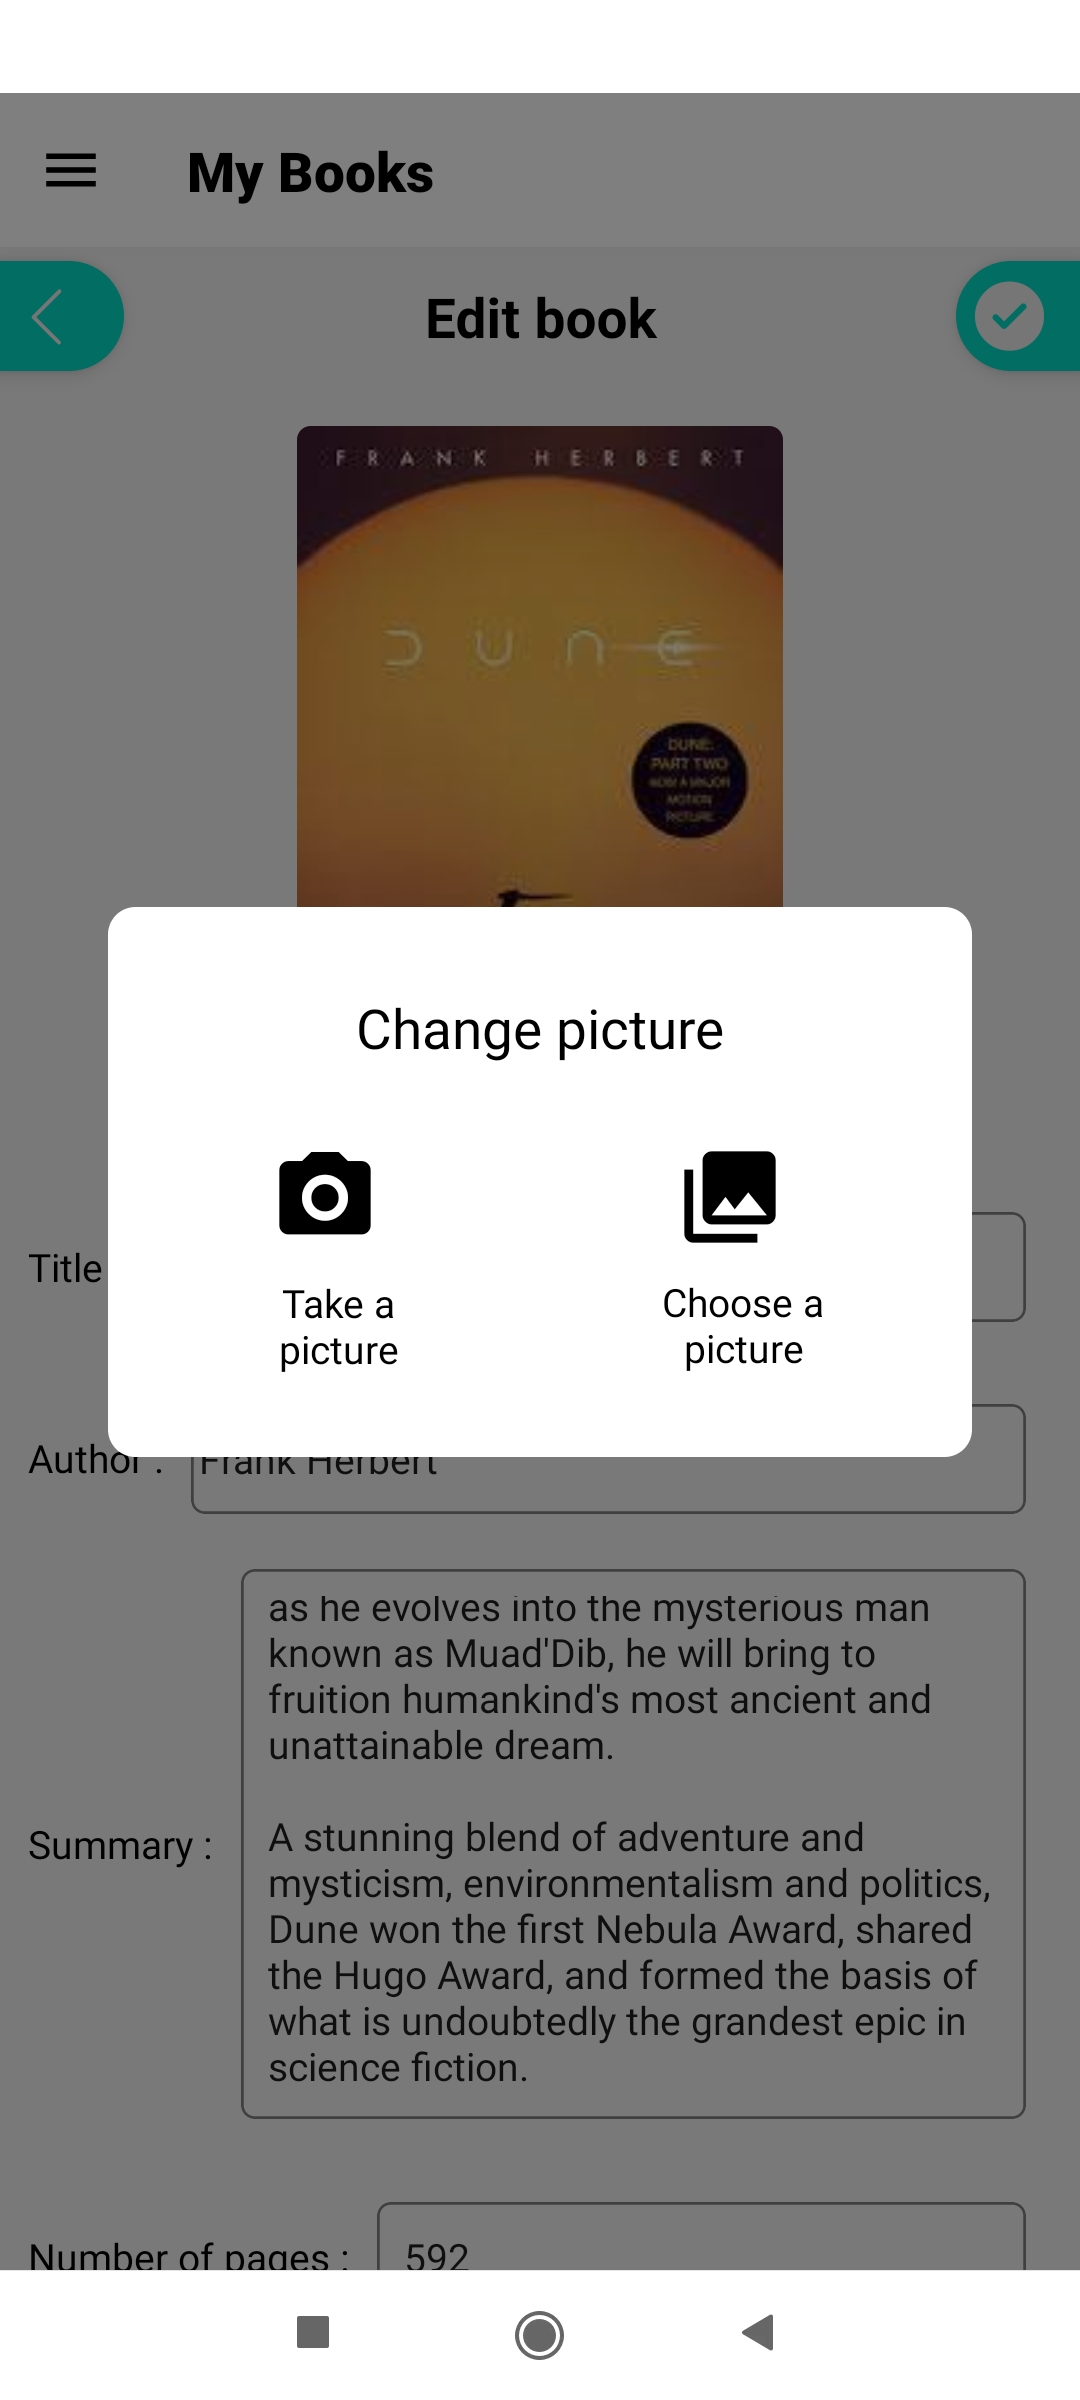 My Books
Edit book
FRANK HERBERT
DUNE
DUNE:
PART TWO
NOW A MAJOR
MOTION
PICTURE
Change picture
Take a
picture
Choose a
picture
Title
Author :
Frank Herbert
as he evolves into the mysterious man
known as Muad'Dib, he will bring to
fruition humankind's most ancient and
unattainable dream.
Summary :
A stunning blend of adventure and
mysticism, environmentalism and politics,
Dune won the first Nebula Award, shared
the Hugo Award, and formed the basis of
what is undoubtedly the grandest epic in
science fiction.
Number of pages :
592